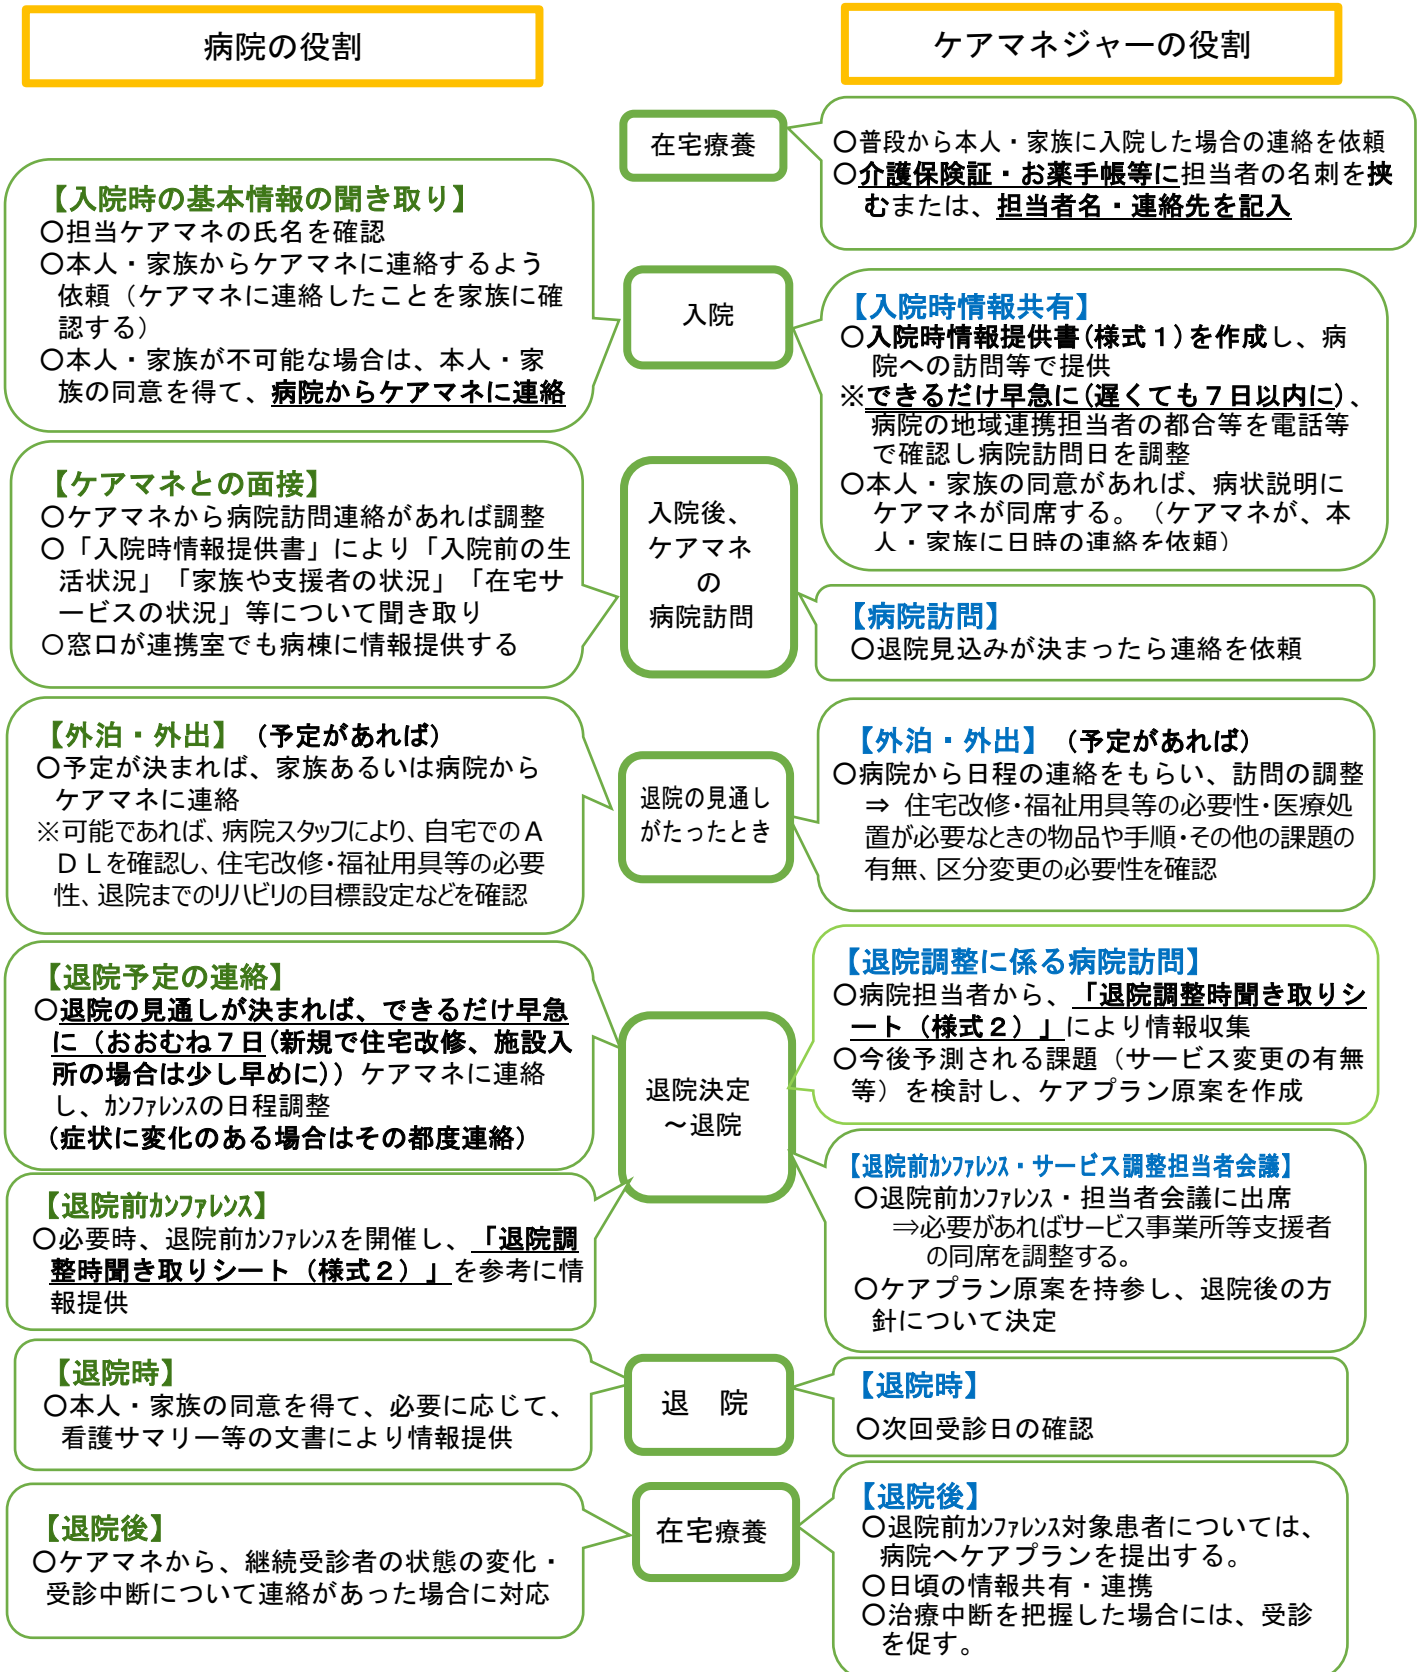 病院の役割
ケアマネジャーの役割
在宅療養
〇普段から本人・家族に入院した場合の連絡を依頼
〇介護保険証・お薬手帳等に担当者の名刺を挟
むまたは、担当者名・連絡先を記入
【入院時の基本情報の聞き取り】
〇担当ケアマネの氏名を確認
〇本人・家族からケアマネに連絡するよう
依頼（ケアマネに連絡したことを家族に確
認する）
〇本人・家族が不可能な場合は、本人・家
族の同意を得て、病院からケアマネに連絡
入院
【入院時情報共有】
〇入院時情報提供書(様式１)を作成し、病
院への訪問等で提供
※できるだけ早急に(遅くても７日以内に)、
病院の地域連携担当者の都合等を電話等
で確認し病院訪問日を調整
〇本人・家族の同意があれば、病状説明に
ケアマネが同席する。（ケアマネが、本
人・家族に日時の連絡を依頼）
【ケアマネとの面接】
〇ケアマネから病院訪問連絡があれば調整
〇「入院時情報提供書」により「入院前の生
活状況」「家族や支援者の状況」「在宅サ
ービスの状況」等について聞き取り
〇窓口が連携室でも病棟に情報提供する
入院後、
ケアマネ
の
病院訪問
【病院訪問】
〇退院見込みが決まったら連絡を依頼
【外泊・外出】（予定があれば）
〇予定が決まれば、家族あるいは病院から
ケアマネに連絡
※可能であれば、病院スタッフにより、自宅でのＡ
ＤＬを確認し、住宅改修・福祉用具等の必要
性、退院までのリハビリの目標設定などを確認
退院の見通し
がたったとき
【外泊・外出】（予定があれば）
〇病院から日程の連絡をもらい、訪問の調整
⇒ 住宅改修・福祉用具等の必要性・医療処
置が必要なときの物品や手順・その他の課題の
有無、区分変更の必要性を確認
【退院予定の連絡】
〇退院の見通しが決まれば、できるだけ早急
に（おおむね７日(新規で住宅改修、施設入
所の場合は少し早めに)）ケアマネに連絡
し、ｶﾝﾌｧﾚﾝｽの日程調整
（症状に変化のある場合はその都度連絡）
退院決定
～退院
【退院調整に係る病院訪問】
〇病院担当者から、「退院調整時聞き取りシ
ート（様式２）」により情報収集
〇今後予測される課題（サービス変更の有無
等）を検討し、ケアプラン原案を作成
【退院前ｶﾝﾌｧﾚﾝｽ】
〇必要時、退院前ｶﾝﾌｧﾚﾝｽを開催し、「退院調
整時聞き取りシート（様式２）」を参考に情
報提供
【退院前ｶﾝﾌｧﾚﾝｽ・サービス調整担当者会議】
〇退院前ｶﾝﾌｧﾚﾝｽ・担当者会議に出席
⇒必要があればサービス事業所等支援者
の同席を調整する。
〇ケアプラン原案を持参し、退院後の方
針について決定
【退院時】
〇本人・家族の同意を得て、必要に応じて、
看護サマリー等の文書により情報提供
退　院
【退院時】
〇次回受診日の確認
【退院後】
〇ケアマネから、継続受診者の状態の変化・
受診中断について連絡があった場合に対応
在宅療養
【退院後】
〇退院前ｶﾝﾌｧﾚﾝｽ対象患者については、
病院へケアプランを提出する。
〇日頃の情報共有・連携
〇治療中断を把握した場合には、受診
を促す。